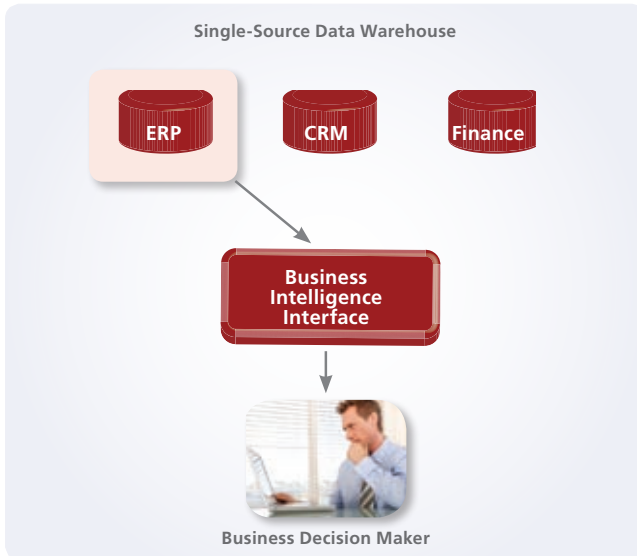 Single-Source Data Warehouse
ERP
CRM
Finance
Business
Intelligence
Interface
Business Decision Maker